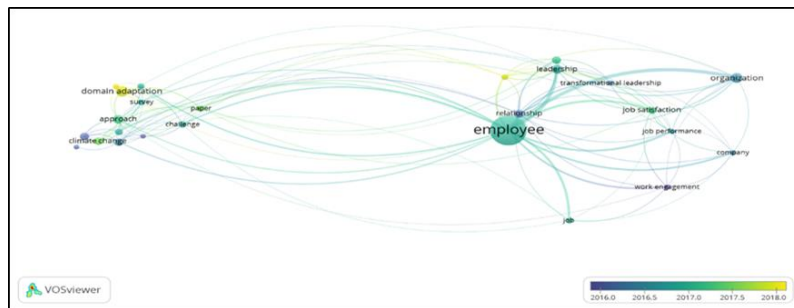 leadership
transformational leadership
organization
domain adaptation
survey
paper
relationship
job satisfaction
approach
challenge
employee
job performance
climate change
company
work engagement
job
VOSviewer
2016.0 2016.5 2017.0 2017.5 2018.0